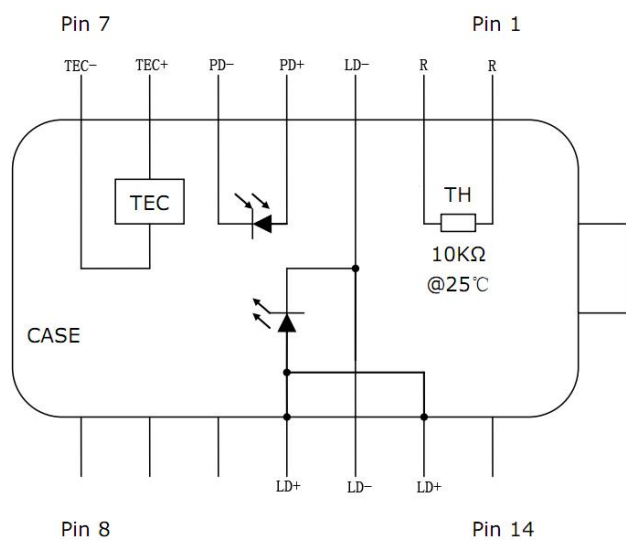 Pin 7 Pin 1
TEC- TEC+ PD- PD+ LD- R R
TEC
TH
10KΩ
@25℃
CASE
LD+ LD- LD+
Pin 8 Pin 14